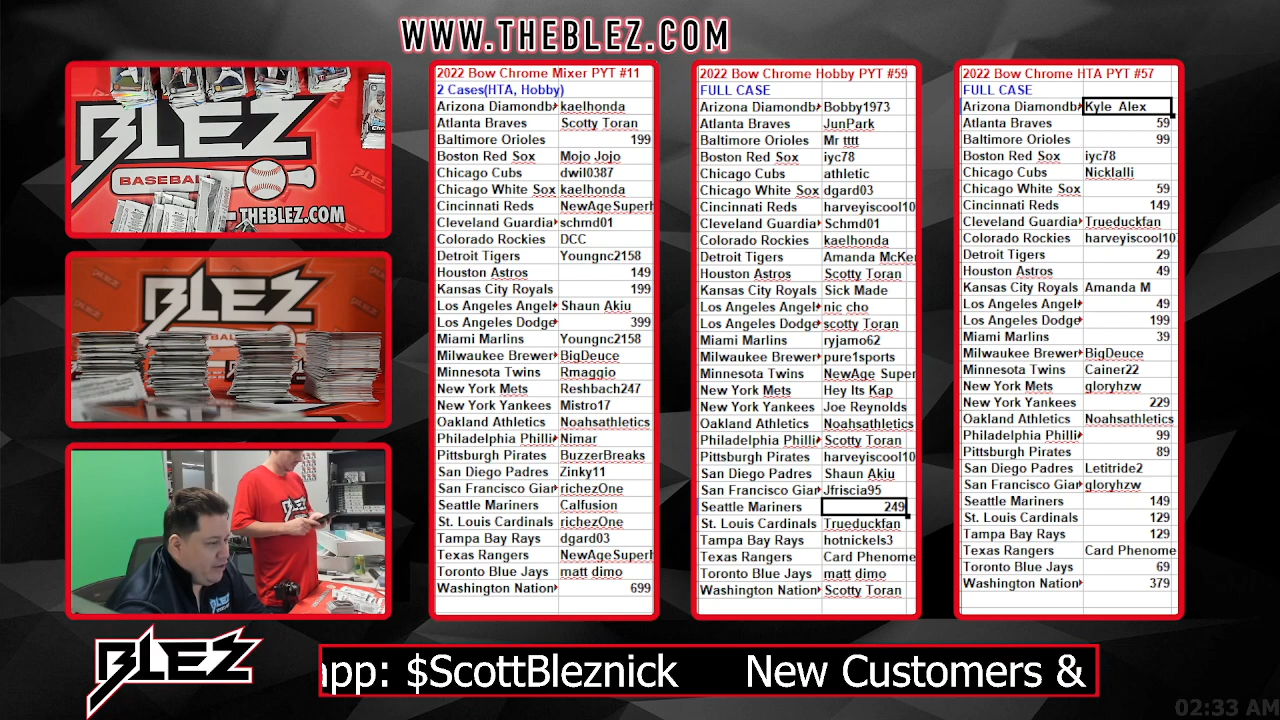 WWW.THEBLEZ.COM
BLEZ
BASEBAL
THEBLEZ.COM
BLEZ
2022 Bow Chrome Mixer PYT #11
2 Cases(HTA, Hobby)
Arizona Diamondb kaelhonda
Atlanta Braves Scotty Toran
Baltimore Orioles 199
Boston Red Sox Mojo Jojo
Chicago Cubs dwil0387
Chicago White Sox kaelhonda
Cincinnati Reds NewAgeSuperh
Cleveland Guardia schmd01
Colorado Rockies DCC
Detroit Tigers Youngnc2158
Houston Astros 149
Kansas City Royals 199
Los Angeles Angel Shaun Akiu
Los Angeles Dodge 399
Miami Marlins Youngnc2158
Milwaukee Brewer BigDeuce
Minnesota Twins Rmaggio
New York Mets Reshbach247
New York Yankees Mistro17
Oakland Athletics Noahsathletics
Philadelphia Philli Nimar
Pittsburgh Pirates BuzzerBreaks
San Diego Padres Zinky11
San Francisco Giar richezOne
Seattle Mariners Calfusion
St. Louis Cardinals richezOne
Tampa Bay Rays dgard03
Texas Rangers NewAgeSuperh
Toronto Blue Jays matt dimo
Washington Nation 699
2022 Bow Chrome Hobby PYT #59
FULL CASE
Arizona Diamondb Bobby1973
Atlanta Braves JunPark
Baltimore Orioles Mr tttt
Boston Red Sox iyc78
Chicago Cubs athletic
Chicago White Sox dgard03
Cincinnati Reds harveyiscool10
Cleveland Guardia Schmd01
Colorado Rockies kaelhonda
Detroit Tigers Amanda McKe
Houston Astros Scotty Toran
Kansas City Royals Sick Made
Los Angeles Angel nic cho
Los Angeles Dodge scotty Toran
Miami Marlins ryjamo62
Milwaukee Brewer pure1sports
Minnesota Twins NewAge Super
New York Mets Hey Its Kap
New York Yankees Joe Reynolds
Oakland Athletics Noahsathletics
Philadelphia Philli Scotty Toran
Pittsburgh Pirates harveyiscool10
San Diego Padres Shaun Akiu
San Francisco Giar Jfriscia95
Seattle Mariners 249
St. Louis Cardinals Trueduckfan
Tampa Bay Rays hotnickels3
Texas Rangers Card Phenome
Toronto Blue Jays matt dimo
Washington Nation Scotty Toran
2022 Bow Chrome HTA PYT #57
FULL CASE
Arizona Diamondb Kyle Alex
Atlanta Braves 59
Baltimore Orioles 99
Boston Red Sox iyc78
Chicago Cubs Nicklalli
Chicago White Sox 59
Cincinnati Reds 149
Cleveland Guardia Trueduckfan
Colorado Rockies harveyiscool10
Detroit Tigers 29
Houston Astros 49
Kansas City Royals Amanda M
Los Angeles Angel 49
Los Angeles Dodge 199
Miami Marlins 39
Milwaukee Brewer BigDeuce
Minnesota Twins Cainer22
New York Mets gloryhzw
New York Yankees 229
Oakland Athletics Noahsathletics
Philadelphia Philli 99
Pittsburgh Pirates 89
San Diego Padres Letitride2
San Francisco Giar gloryhzw
Seattle Mariners 149
St. Louis Cardinals 129
Tampa Bay Rays 129
Texas Rangers Card Phenome
Toronto Blue Jays 69
Washington Nation 379
BLEZ
app: $ScottBleznick New Customers &
02:33 AM